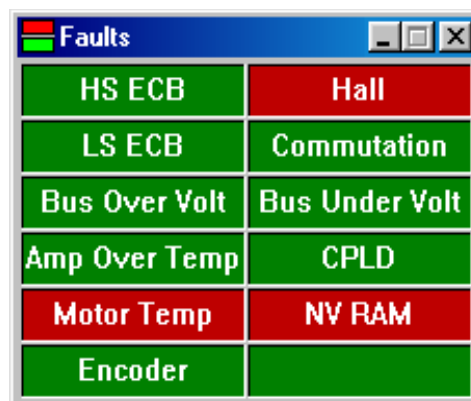 Faults
HS ECB Hall
LS ECB Commutation
Bus Over Volt Bus Under Volt
Amp Over Temp CPLD
Motor Temp NV RAM
Encoder